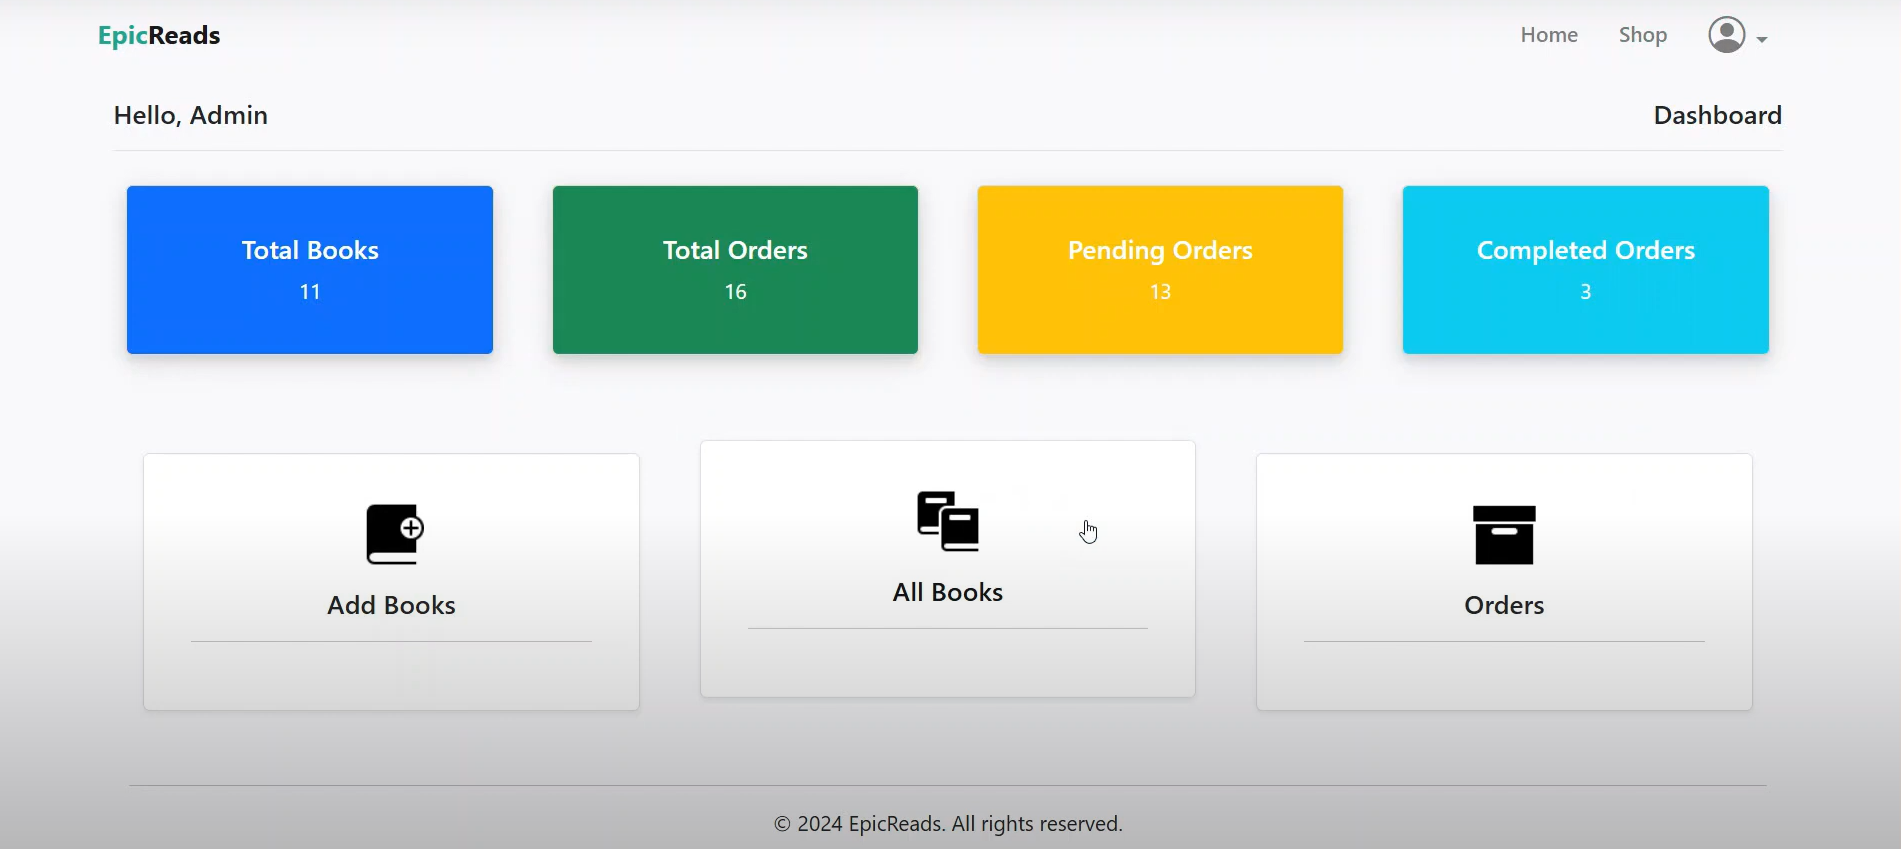 EpicReads
Home
Shop
Hello, Admin
Dashboard
Total Books
11
Total Orders
16
Pending Orders
13
Completed Orders
3
Add Books
All Books
Orders
© 2024 EpicReads. All rights reserved.